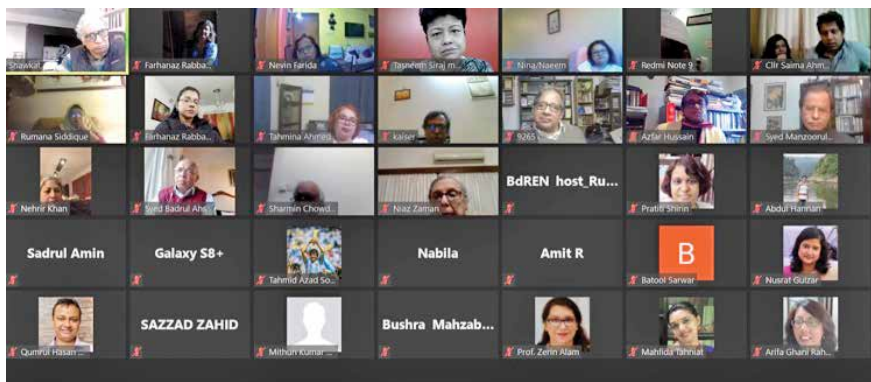 Shawkat
Farhanaz Rabba...
Nevin Farida
Tasneem Siraj m...
Nina/Naeem
Redmi Note 9
Cllr Saima Ahm...
Rumana Siddique
Farhanaz Rabba...
Tahmina Ahmed
kaiser
9265
Azfar Hussain
Syed Manzoorul...
Nehrir Khan
Syed Badrul Ahs...
Sharmin Chowd...
Niaz Zaman
BdREN host_Ru...
Pratiti Shirin
Abdul Hannan
Sadrul Amin
Galaxy S8+
Tahmid Azad So...
Nabila
Amit R
B
Batool Sarwar
Nusrat Gulzar
Qumrul Hasan ...
SAZZAD ZAHID
Mithun Kumar ...
Bushra Mahzab...
Prof. Zerin Alam
Mahfida Tahniat
Arifa Ghani Rah...